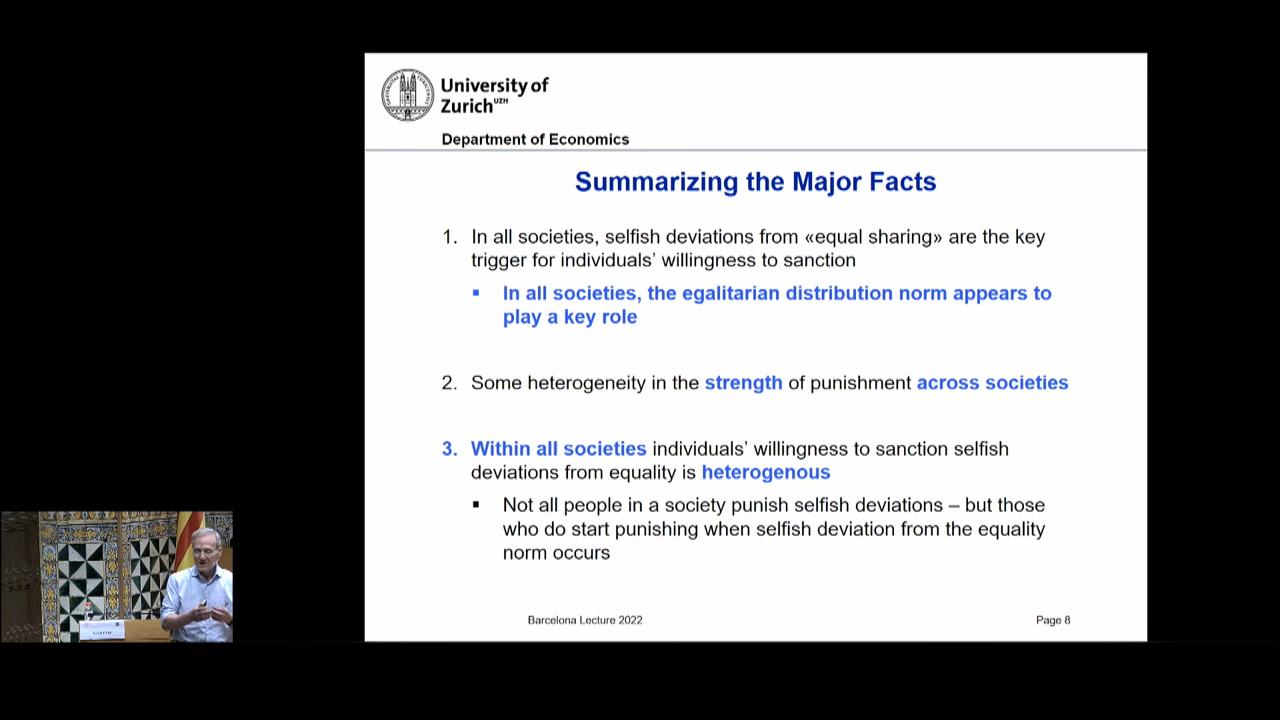 University of
Zurich UZH
Department of Economics
Summarizing the Major Facts
1. In all societies, selfish deviations from «equal sharing» are the key
trigger for individuals’ willingness to sanction
▪ In all societies, the egalitarian distribution norm appears to
play a key role
2. Some heterogeneity in the strength of punishment across societies
3. Within all societies individuals’ willingness to sanction selfish
deviations from equality is heterogenous
▪ Not all people in a society punish selfish deviations – but those
who do start punishing when selfish deviation from the equality
norm occurs
Barcelona Lecture 2022
Page 8